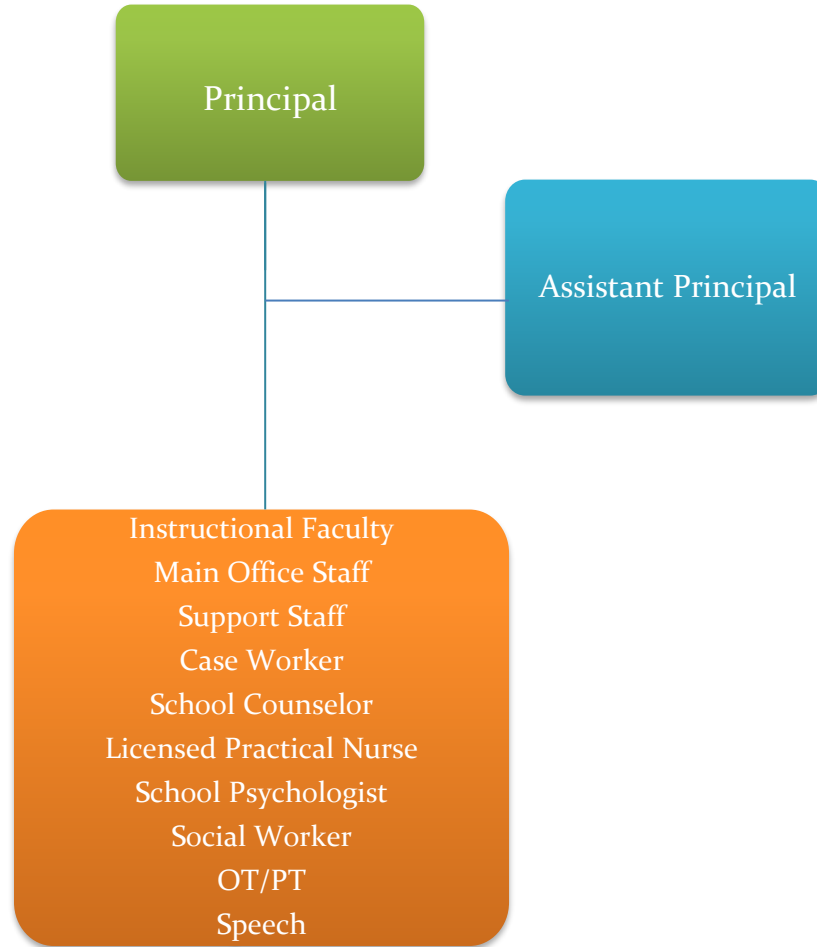 Principal
Assistant Principal
Instructional Faculty
Main Office Staff
Support Staff
Case Worker
School Counselor
Licensed Practical Nurse
School Psychologist
Social Worker
OT/PT
Speech